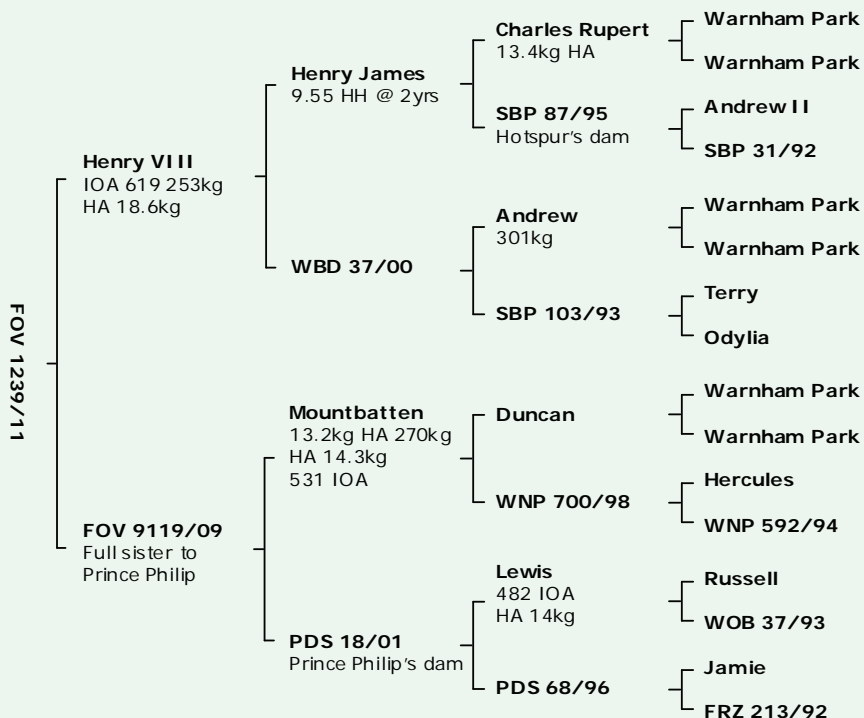 FOV 1239/11
Henry VIII
IOA 619 253kg
HA 18.6kg
FOV 9119/09
Full sister to
Prince Philip
Henry James
9.55 HH @ 2yrs
WBD 37/00
Mountbatten
13.2kg HA 270kg
HA 14.3kg
531 IOA
PDS 18/01
Prince Philip's dam
Charles Rupert
13.4kg HA
SBP 87/95
Hotspur's dam
Andrew
301kg
SBP 103/93
Duncan
WNP 700/98
Lewis
482 IOA
HA 14kg
PDS 68/96
Warnham Park
Warnham Park
Andrew II
SBP 31/92
Warnham Park
Warnham Park
Terry
Odylia
Warnham Park
Warnham Park
Hercules
WNP 592/94
Russell
WOB 37/93
Jamie
FRZ 213/92